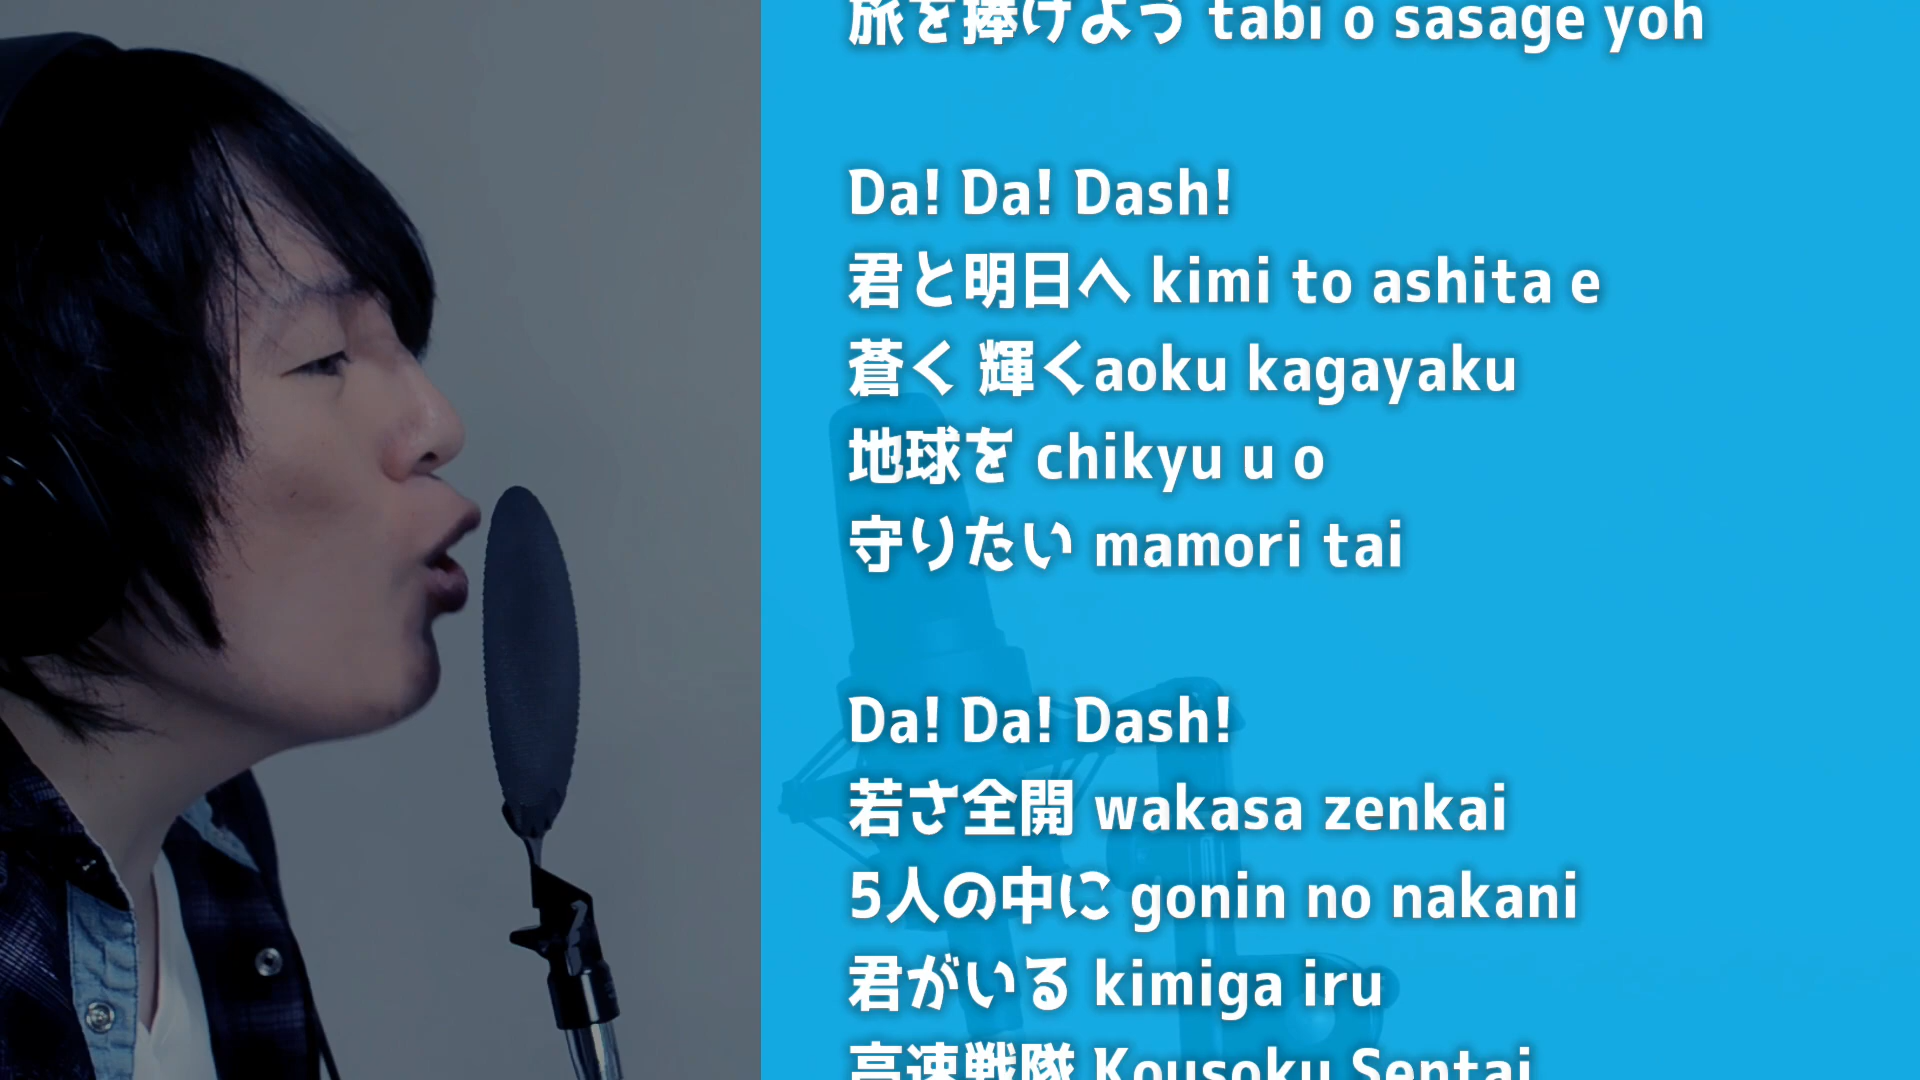 旅を捧げよう tabi o sasage yoh
Da! Da! Dash!
君と明日へ kimi to ashita e
蒼く 輝くaoku kagayaku
地球を chikyu u o
守りたい mamori tai
Da! Da! Dash!
若さ全開 wakasa zenkai
5人の中に gonin no nakani
君がいる kimiga iru
高速戦隊 Kousoku Sentai